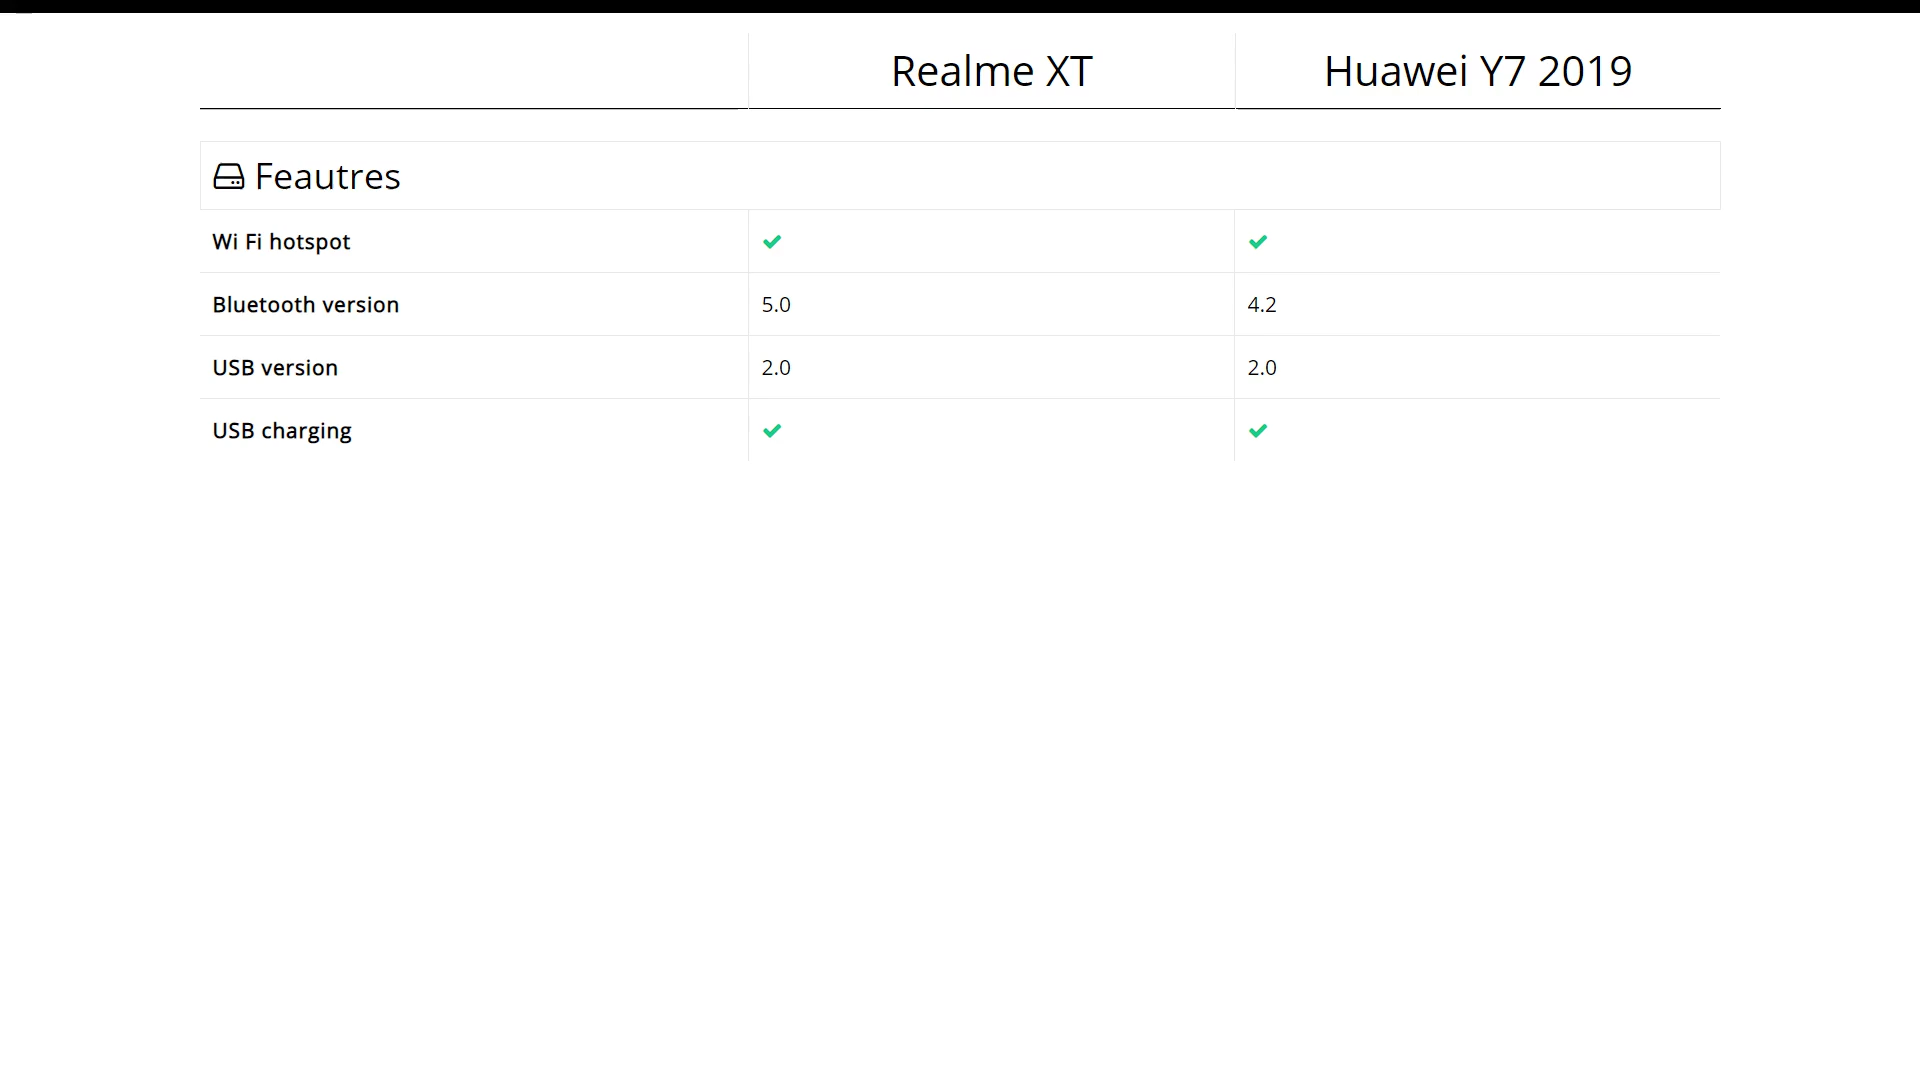 Realme XT Huawei Y7 2019
Feautres
Wi Fi hotspot
Bluetooth version 5.0 4.2
USB version 2.0 2.0
USB charging